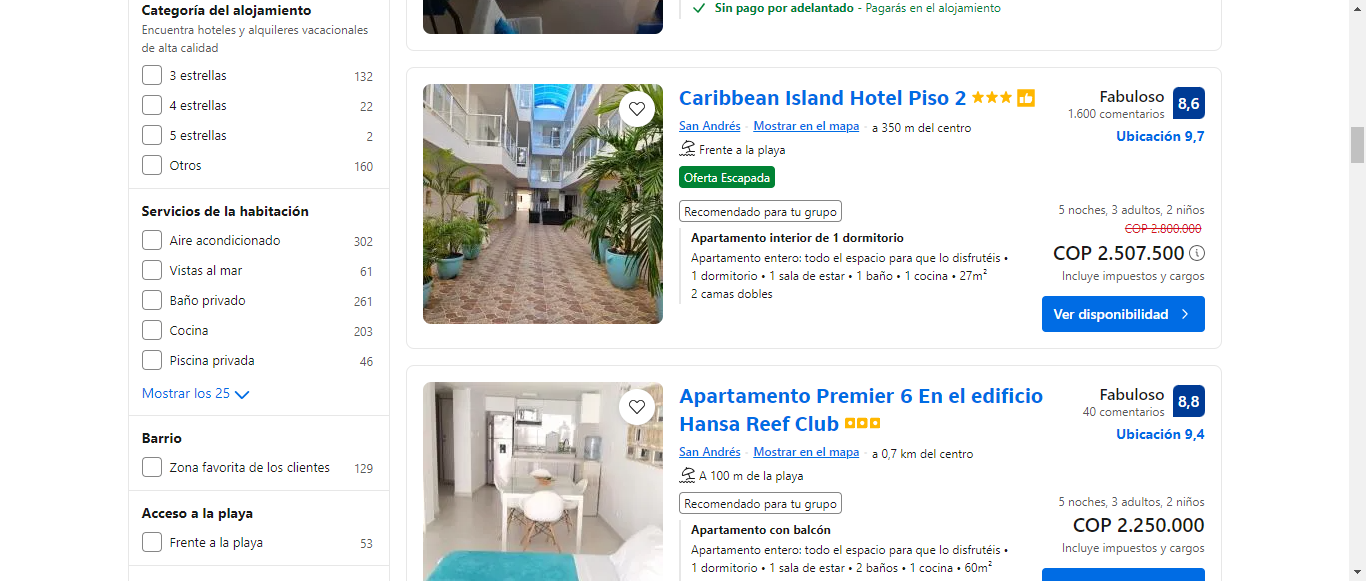 Categoría del alojamiento
Encuentra hoteles y alquileres vacacionales
de alta calidad
3 estrellas 132
4 estrellas 22
5 estrellas 2
Otros 160
Servicios de la habitación
Aire acondicionado 302
Vistas al mar 61
Baño privado 261
Cocina 203
Piscina privada 46
Mostrar los 25
Barrio
Zona favorita de los clientes 129
Acceso a la playa
Frente a la playa 53
Sin pago por adelantado - Pagarás en el alojamiento
Caribbean Island Hotel Piso 2
San Andrés · Mostrar en el mapa · a 350 m del centro
Frente a la playa
Oferta Escapada
Recomendado para tu grupo
Apartamento interior de 1 dormitorio
Apartamento entero: todo el espacio para que lo disfrutéis •
1 dormitorio • 1 sala de estar • 1 baño • 1 cocina • 27m²
2 camas dobles
Fabuloso 8,6
1.600 comentarios
Ubicación 9,7
5 noches, 3 adultos, 2 niños
COP 2.800.000
COP 2.507.500
Incluye impuestos y cargos
Ver disponibilidad
Apartamento Premier 6 En el edificio
Hansa Reef Club
San Andrés · Mostrar en el mapa · a 0,7 km del centro
A 100 m de la playa
Recomendado para tu grupo
Apartamento con balcón
Apartamento entero: todo el espacio para que lo disfrutéis •
1 dormitorio • 1 sala de estar • 2 baños • 1 cocina • 60m²
Fabuloso 8,8
40 comentarios
Ubicación 9,4
5 noches, 3 adultos, 2 niños
COP 2.250.000
Incluye impuestos y cargos